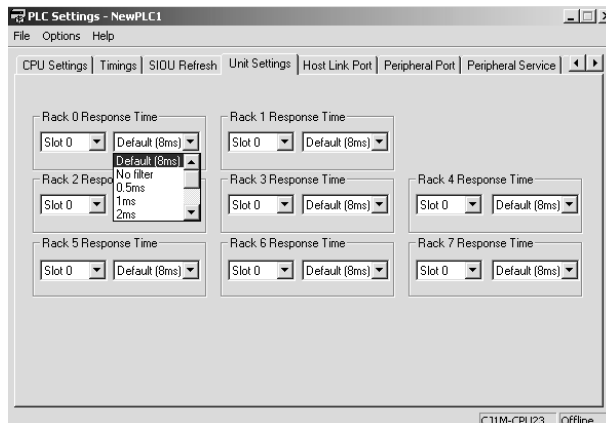 PLC Settings - NewPLC1
File Options Help
CPU Settings Timings SIOU Refresh Unit Settings Host Link Port Peripheral Port Peripheral Service
Rack 0 Response Time Rack 1 Response Time
Slot 0 Default (8ms) Slot 0 Default (8ms)
Default (8ms)
No filter
0.5ms
1ms
2ms
Rack 2 Respo Rack 3 Response Time Rack 4 Response Time
Slot 0 Slot 0 Default (8ms) Slot 0 Default (8ms)
Rack 5 Response Time Rack 6 Response Time Rack 7 Response Time
Slot 0 Default (8ms) Slot 0 Default (8ms) Slot 0 Default (8ms)
CJ1M-CPU23 Offline